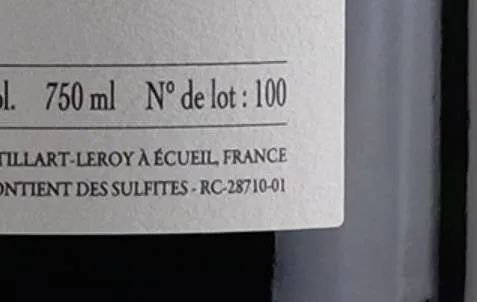 ol. 750 ml N° de lot : 100
TILLART-LEROY À ÉCUEIL, FRANCE
ONTIENT DES SULFITES - RC-28710-01